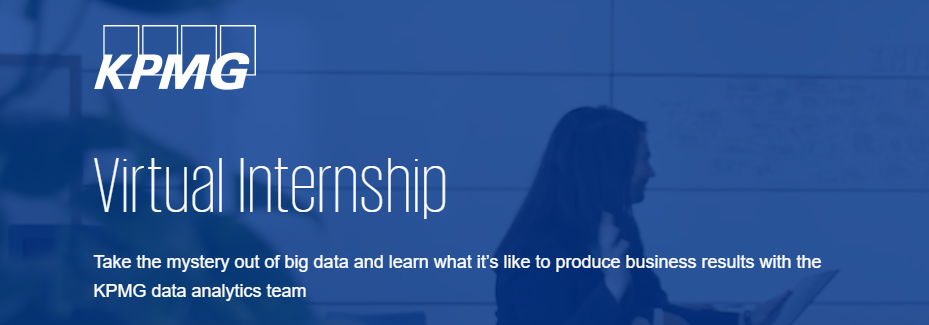 KPMG
Virtual Internship
Take the mystery out of big data and learn what it's like to produce business results with the
KPMG data analytics team